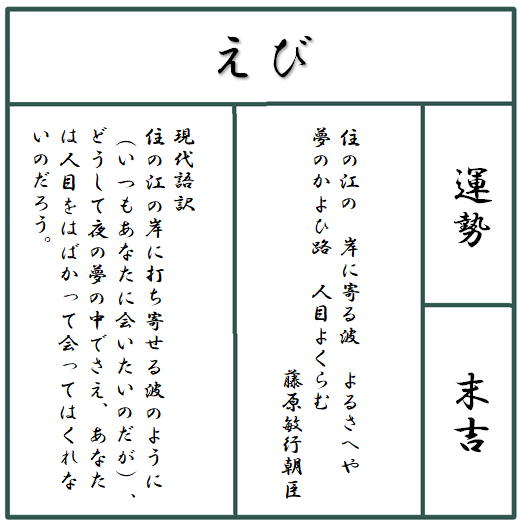 えび
運勢
末吉
住の江の　岸に寄る波　よるさへや
夢のかよひ路　人目よくらむ
藤原敏行朝臣
現代語訳
住の江の岸に打ち寄せる波のように
（いつもあなたに会いたいのだが）、
どうして夜の夢の中でさえ、あなた
は人目をはばかって会ってはくれな
いのだろう。